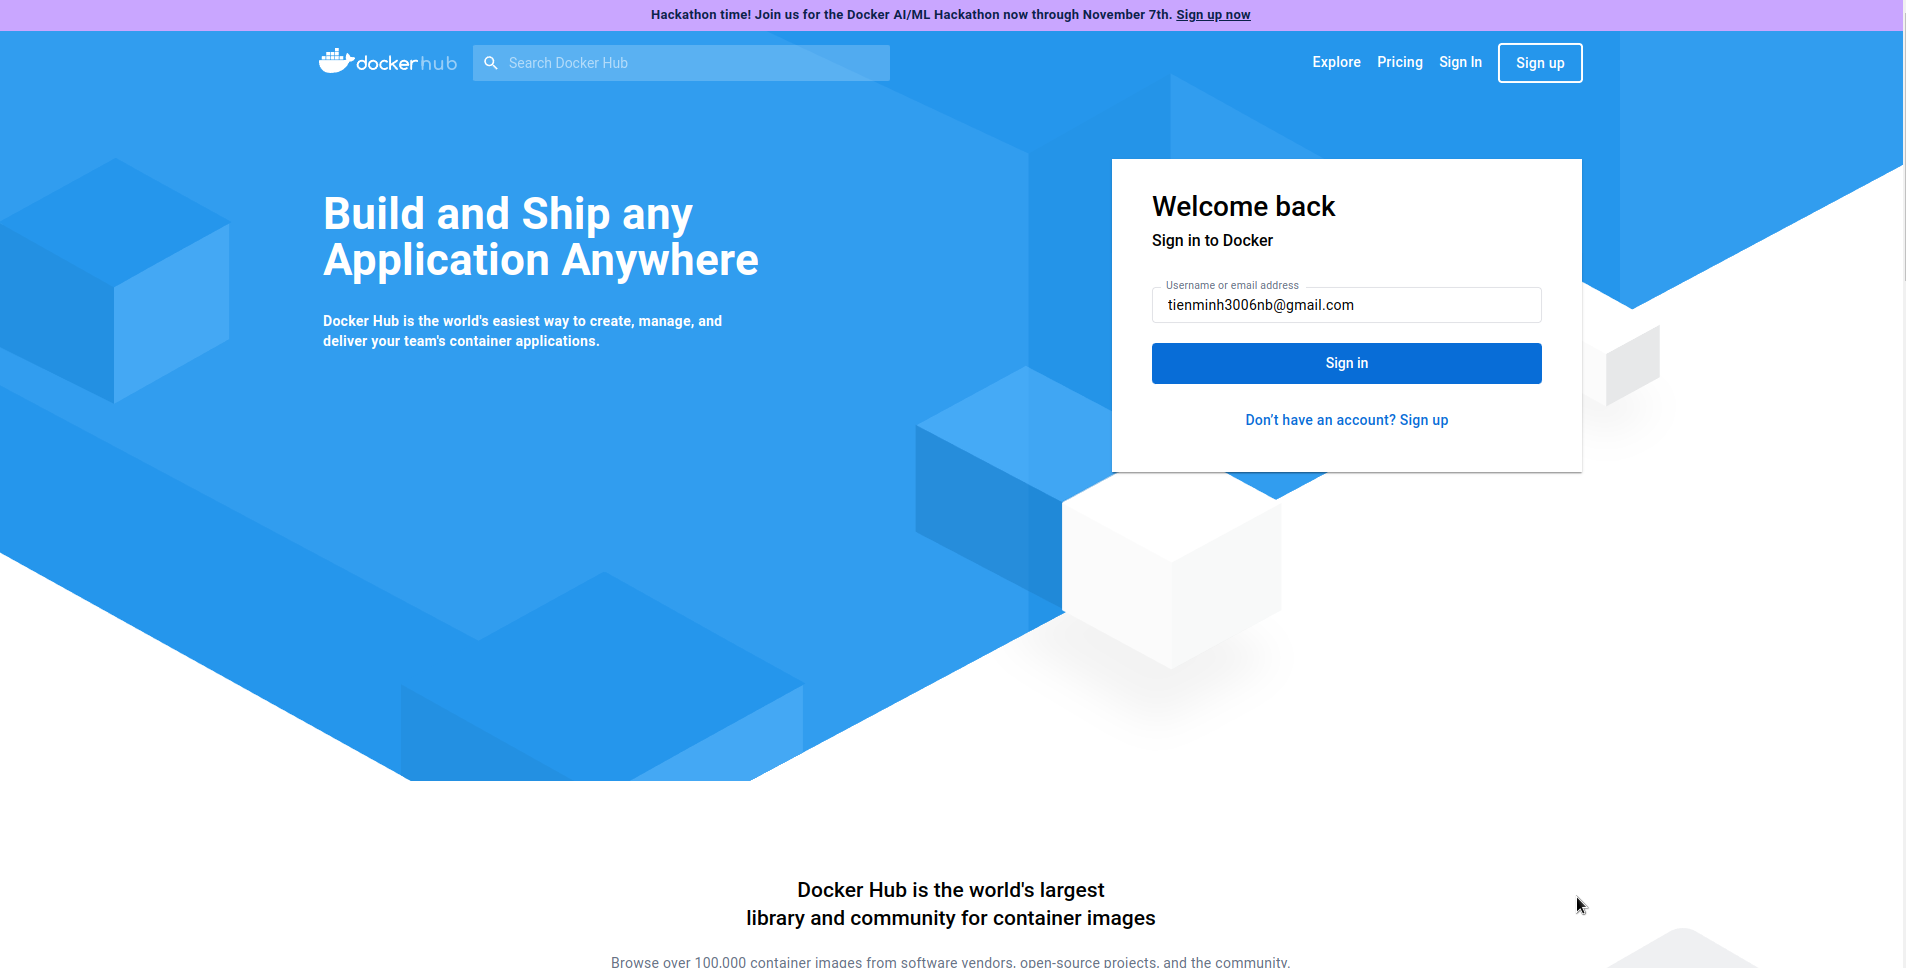 Hackathon time! Join us for the Docker AI/ML Hackathon now through November 7th. Sign up now
dockerhub
Search Docker Hub
Explore
Pricing
Sign In
Sign up
Build and Ship any
Application Anywhere
Docker Hub is the world's easiest way to create, manage, and
deliver your team's container applications.
Welcome back
Sign in to Docker
Username or email address
tienminh3006nb@gmail.com
Sign in
Don't have an account? Sign up
Docker Hub is the world's largest
library and community for container images
Browse over 100,000 container images from software vendors, open-source projects, and the community.